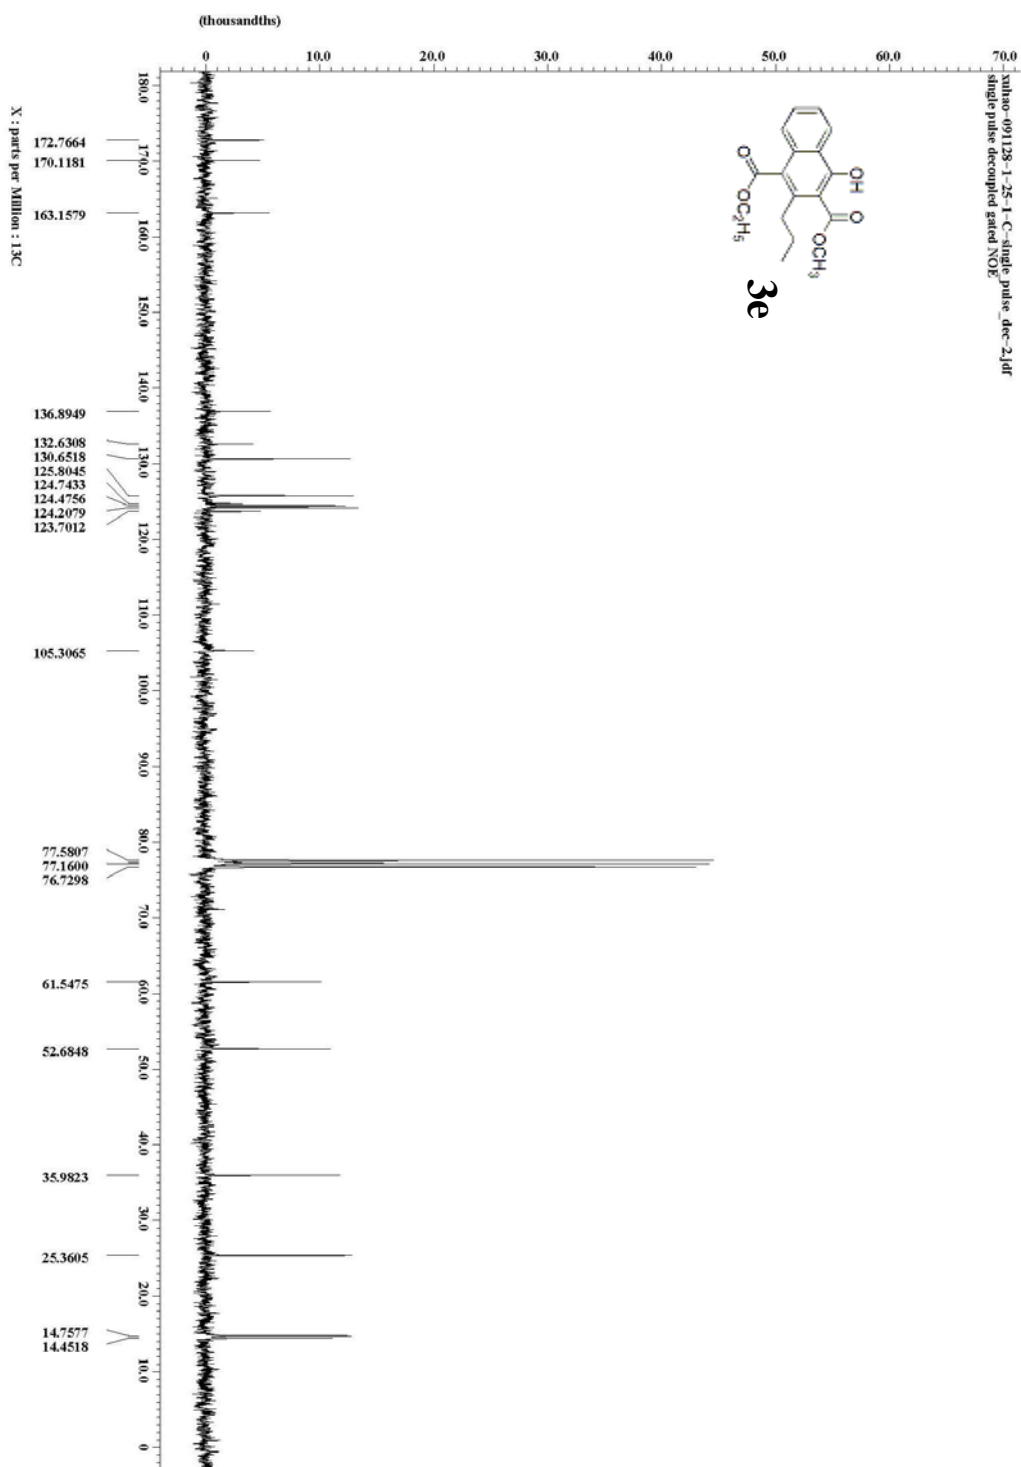 xuhao-091128-1-25-1-C-single_pulse_dec-2.jdf
single pulse decoupled gated NOE
OH
O
OCH3
O
OC2H5
3e
(thousandths)
0 10.0 20.0 30.0 40.0 50.0 60.0 70.0
180.0 170.0 160.0 150.0 140.0 130.0 120.0 110.0 100.0 90.0 80.0 70.0 60.0 50.0 40.0 30.0 20.0 10.0 0
172.7664
170.1181
163.1579
136.8949
132.6308
130.6518
125.8045
124.7433
124.4756
124.2079
123.7012
105.3065
77.5807
77.1600
76.7298
61.5475
52.6848
35.9823
25.3605
14.7577
14.4518
X : parts per Million : 13C